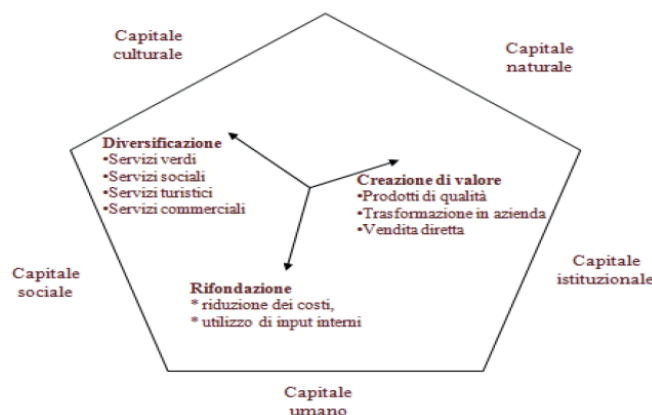 Capitale
culturale
Capitale
naturale
Diversificazione
•Servizi verdi
•Servizi sociali
•Servizi turistici
•Servizi commerciali
Creazione di valore
•Prodotti di qualità
•Trasformazione in azienda
•Vendita diretta
Capitale
sociale
Capitale
istituzionale
Rifondazione
* riduzione dei costi,
* utilizzo di input interni
Capitale
umano